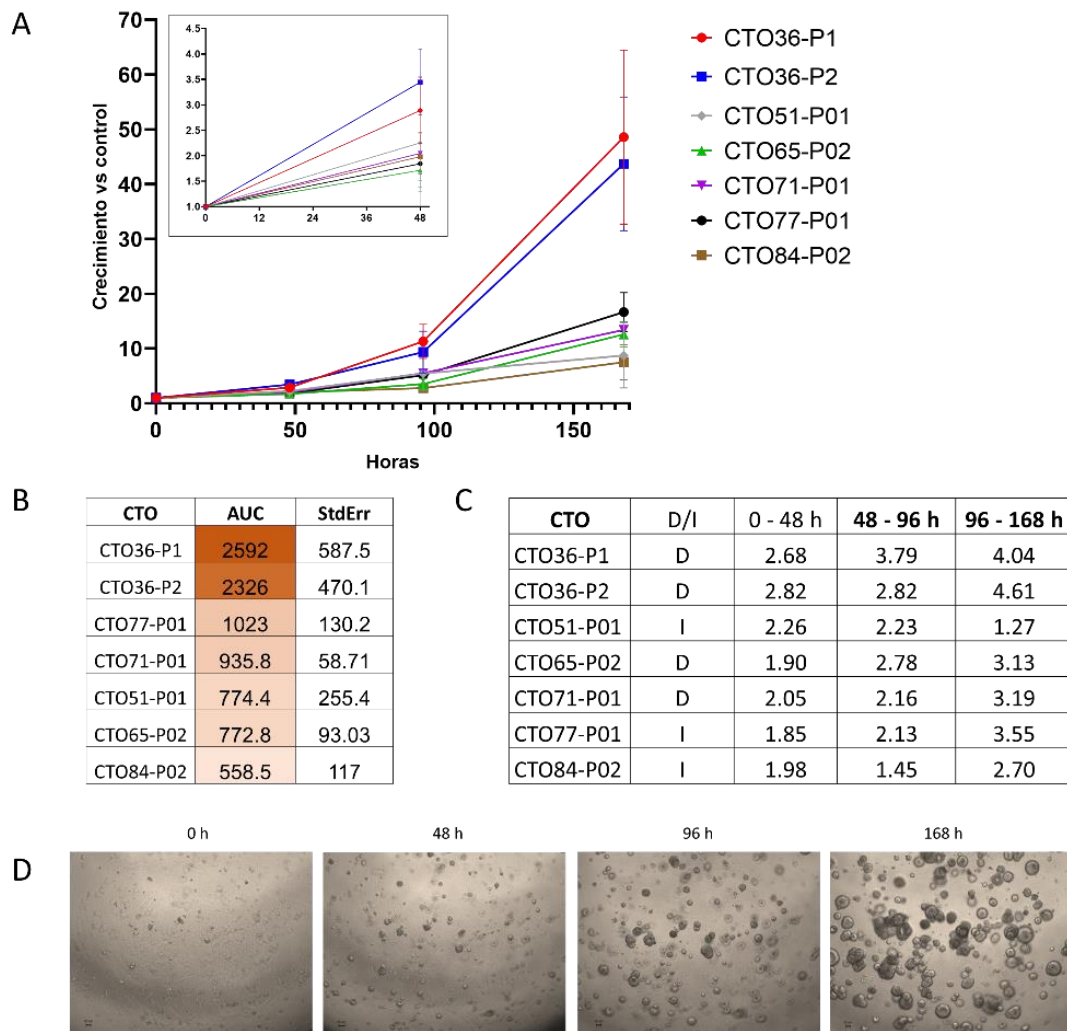 A
Crecimiento vs control
70
60
50
40
30
20
10
0
4.5
4.0
3.5
3.0
2.5
2.0
1.5
1.0
0 12 24 36 48
0 50 100 150
Horas
CTO36-P1
CTO36-P2
CTO51-P01
CTO65-P02
CTO71-P01
CTO77-P01
CTO84-P02
B
CTO AUC StdErr
CTO36-P1 2592 587.5
CTO36-P2 2326 470.1
CTO77-P01 1023 130.2
CTO71-P01 935.8 58.71
CTO51-P01 774.4 255.4
CTO65-P02 772.8 93.03
CTO84-P02 558.5 117
C
CTO D/I 0 - 48 h 48 - 96 h 96 - 168 h
CTO36-P1 D 2.68 3.79 4.04
CTO36-P2 D 2.82 2.82 4.61
CTO51-P01 I 2.26 2.23 1.27
CTO65-P02 D 1.90 2.78 3.13
CTO71-P01 D 2.05 2.16 3.19
CTO77-P01 I 1.85 2.13 3.55
CTO84-P02 I 1.98 1.45 2.70
D
0 h 48 h 96 h 168 h